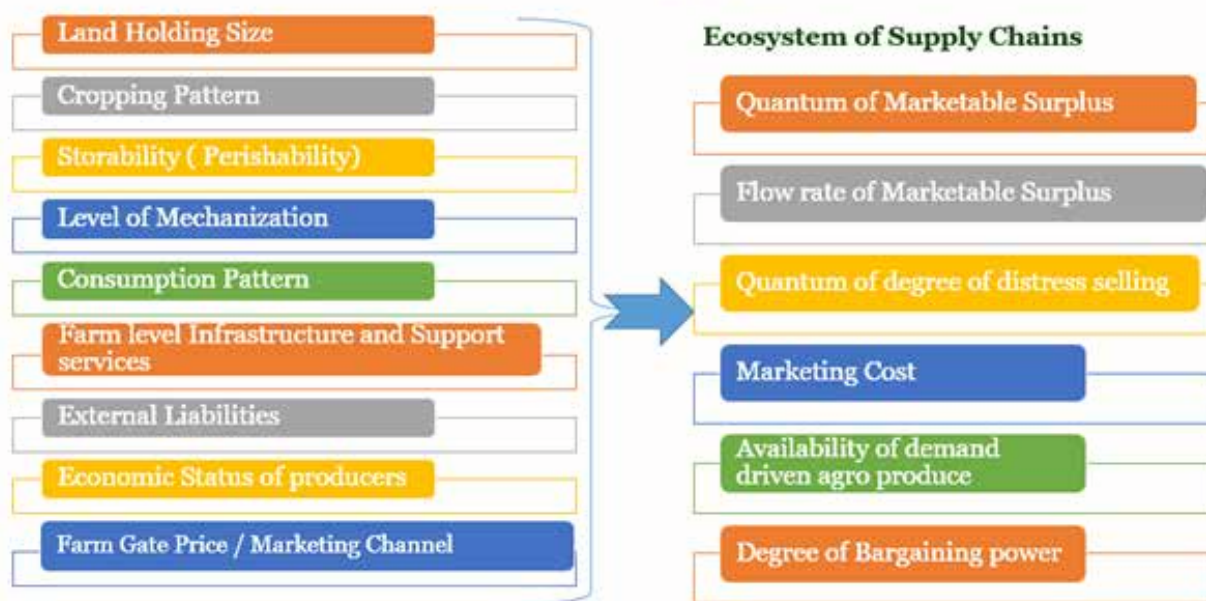 Land Holding Size
Cropping Pattern
Storability ( Perishability)
Level of Mechanization
Consumption Pattern
Farm level Infrastructure and Support
services
External Liabilities
Economic Status of producers
Farm Gate Price / Marketing Channel
Ecosystem of Supply Chains
Quantum of Marketable Surplus
Flow rate of Marketable Surplus
Quantum of degree of distress selling
Marketing Cost
Availability of demand
driven agro produce
Degree of Bargaining power